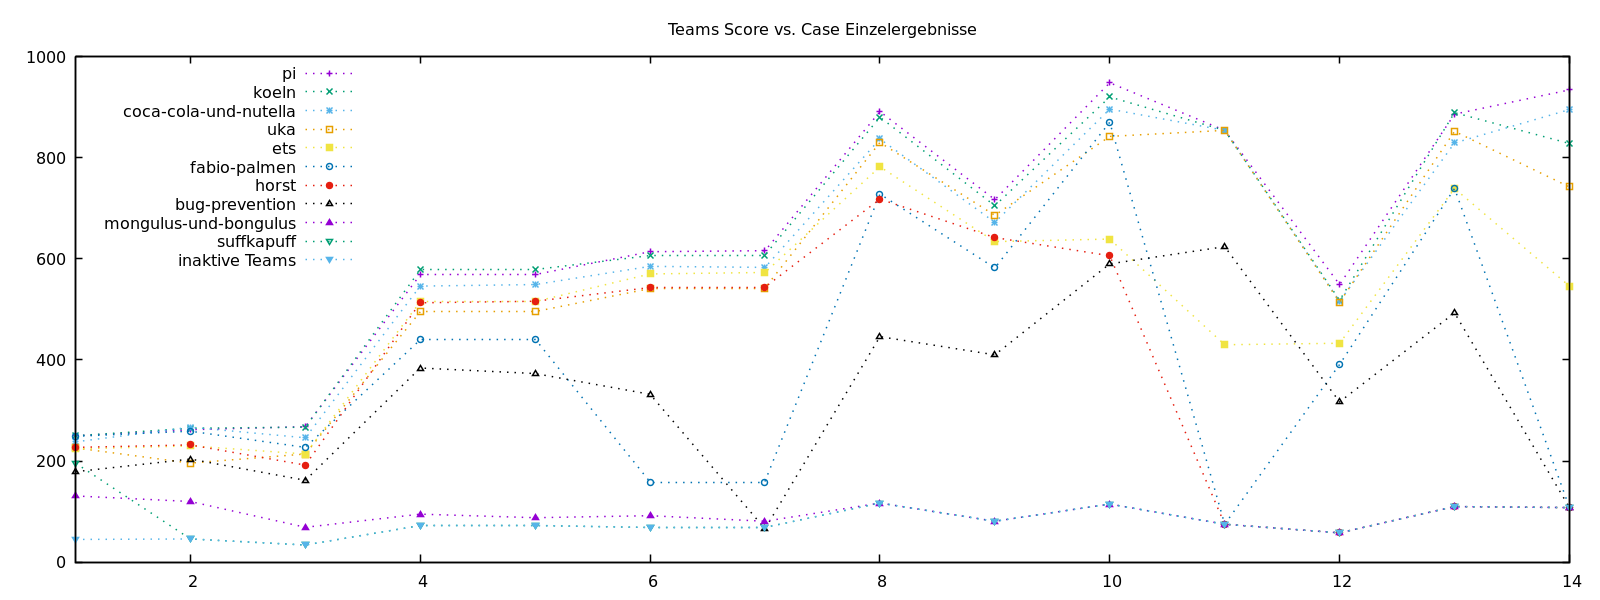 Teams Score vs. Case Einzelergebnisse
1000
800
600
400
200
0
pi
koeln
coca-cola-und-nutella
uka
ets
fabio-palmen
horst
bug-prevention
mongulus-und-bongulus
suffkapuff
inaktive Teams
2 4 6 8 10 12 14